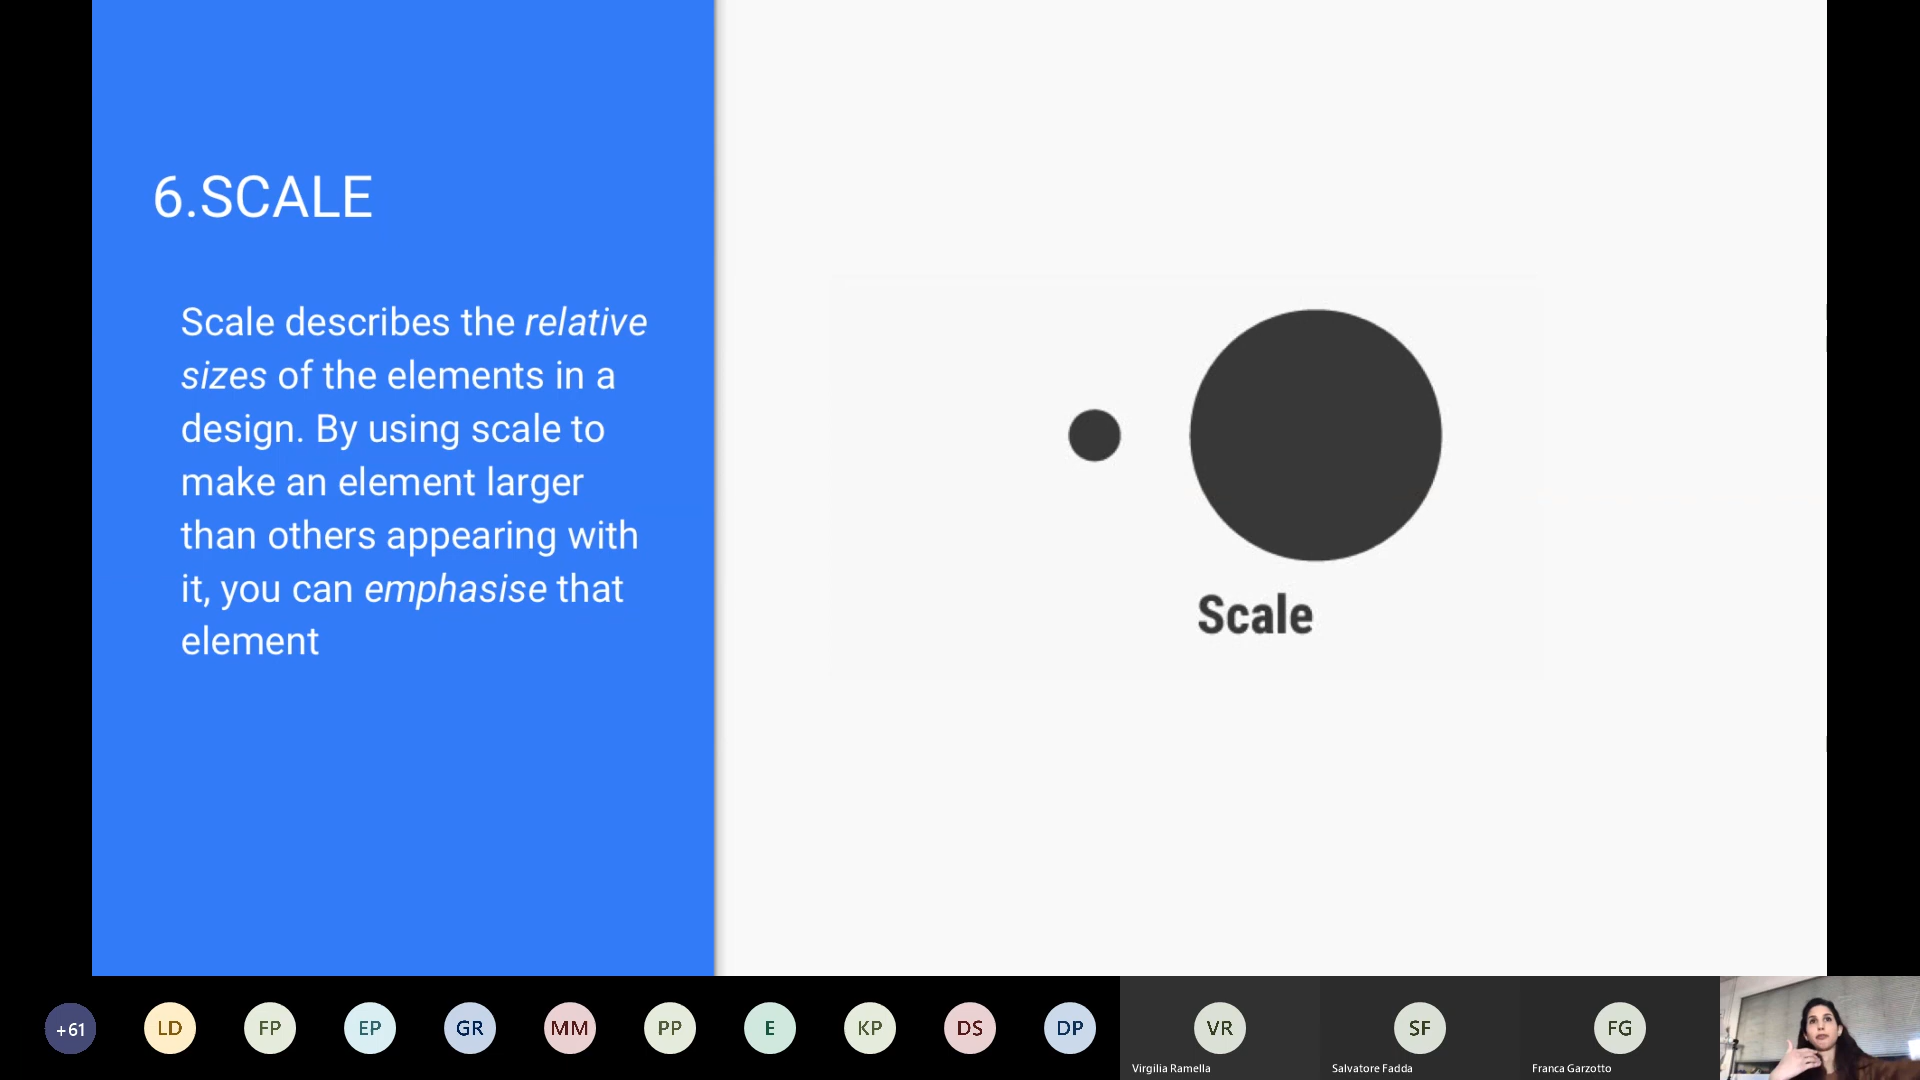 6.SCALE
Scale describes the relative
sizes of the elements in a
design. By using scale to
make an element larger
than others appearing with
it, you can emphasise that
element
Scale
+61
LD
FP
EP
GR
MM
PP
E
KP
DS
DP
VR
SF
FG
Virgilia Ramella
Salvatore Fadda
Franca Garzotto